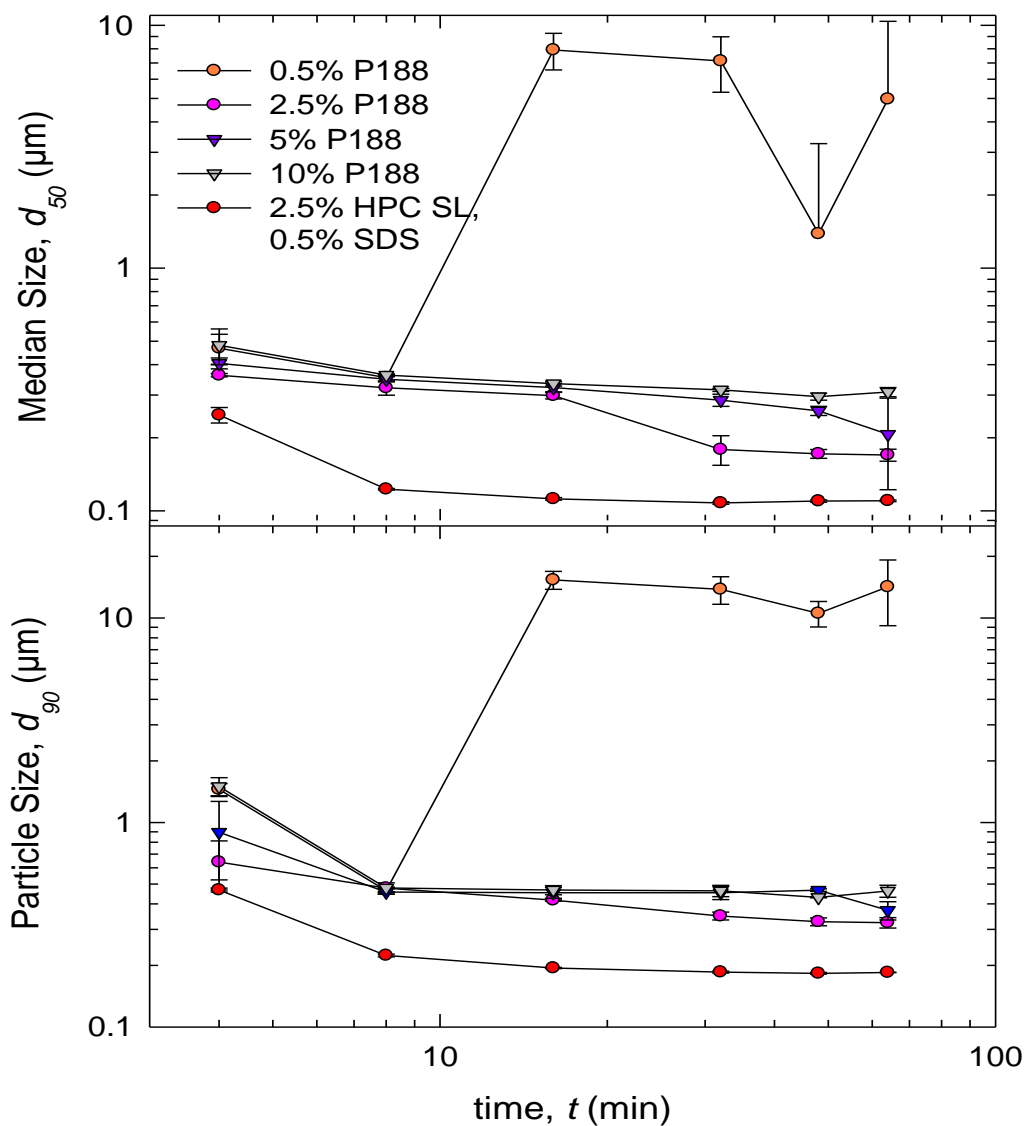 10
0.5% P188
2.5% P188
5% P188
10% P188
2.5% HPC SL,
0.5% SDS
1
0.1
Median Size, d50 (µm)
10
1
0.1
Particle Size, d90 (µm)
10
100
time, t (min)